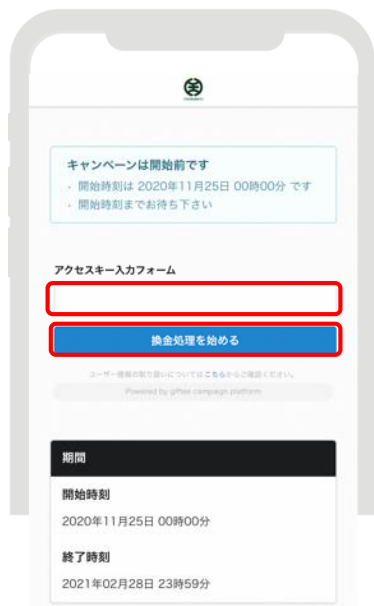 キャンペーンは開始前です
・ 開始時刻は 2020年11月25日 00時00分 です
・ 開始時刻までお待ち下さい
アクセスキー入力フォーム
換金処理を始める
ユーザー情報の取り扱いについてはこちらからご確認ください。
Powered by giftee campaign platform
期間
開始時刻
2020年11月25日 00時00分
終了時刻
2021年02月28日 23時59分